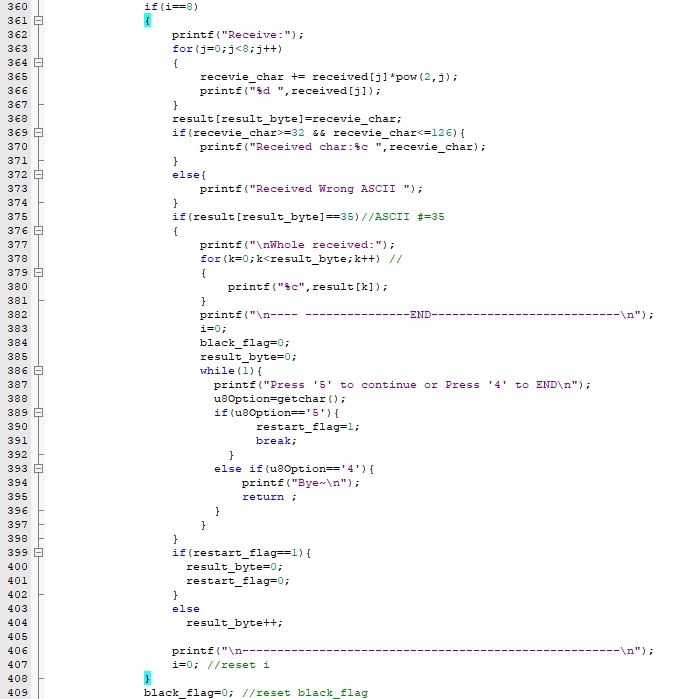 360 if(i==8)
361 {
362 printf("Receive:");
363 for(j=0;j<8;j++)
364 {
365 recevie_char += received[j]*pow(2,j);
366 printf("%d ",received[j]);
367 }
368 result[result_byte]=recevie_char;
369 if(recevie_char>=32 && recevie_char<=126){
370 printf("Received char:%c ",recevie_char);
371 }
372 else{
373 printf("Received Wrong ASCII ");
374 }
375 if(result[result_byte]==35)//ASCII #=35
376 {
377 printf("\nWhole received:");
378 for(k=0;k<result_byte;k++) //
379 {
380 printf("%c",result[k]);
381 }
382 printf("\n---- ---------------END---------------------------\n");
383 i=0;
384 black_flag=0;
385 result_byte=0;
386 while(1){
387 printf("Press '5' to continue or Press '4' to END\n");
388 u8Option=getchar();
389 if(u8Option=='5'){
390 restart_flag=1;
391 break;
392 }
393 else if(u8Option=='4'){
394 printf("Bye~\n");
395 return ;
396 }
397 }
398 }
399 if(restart_flag==1){
400 result_byte=0;
401 restart_flag=0;
402 }
403 else
404 result_byte++;
405
406 printf("\n------------------------------------------------------\n");
407 i=0; //reset i
408 }
409 black_flag=0; //reset black_flag